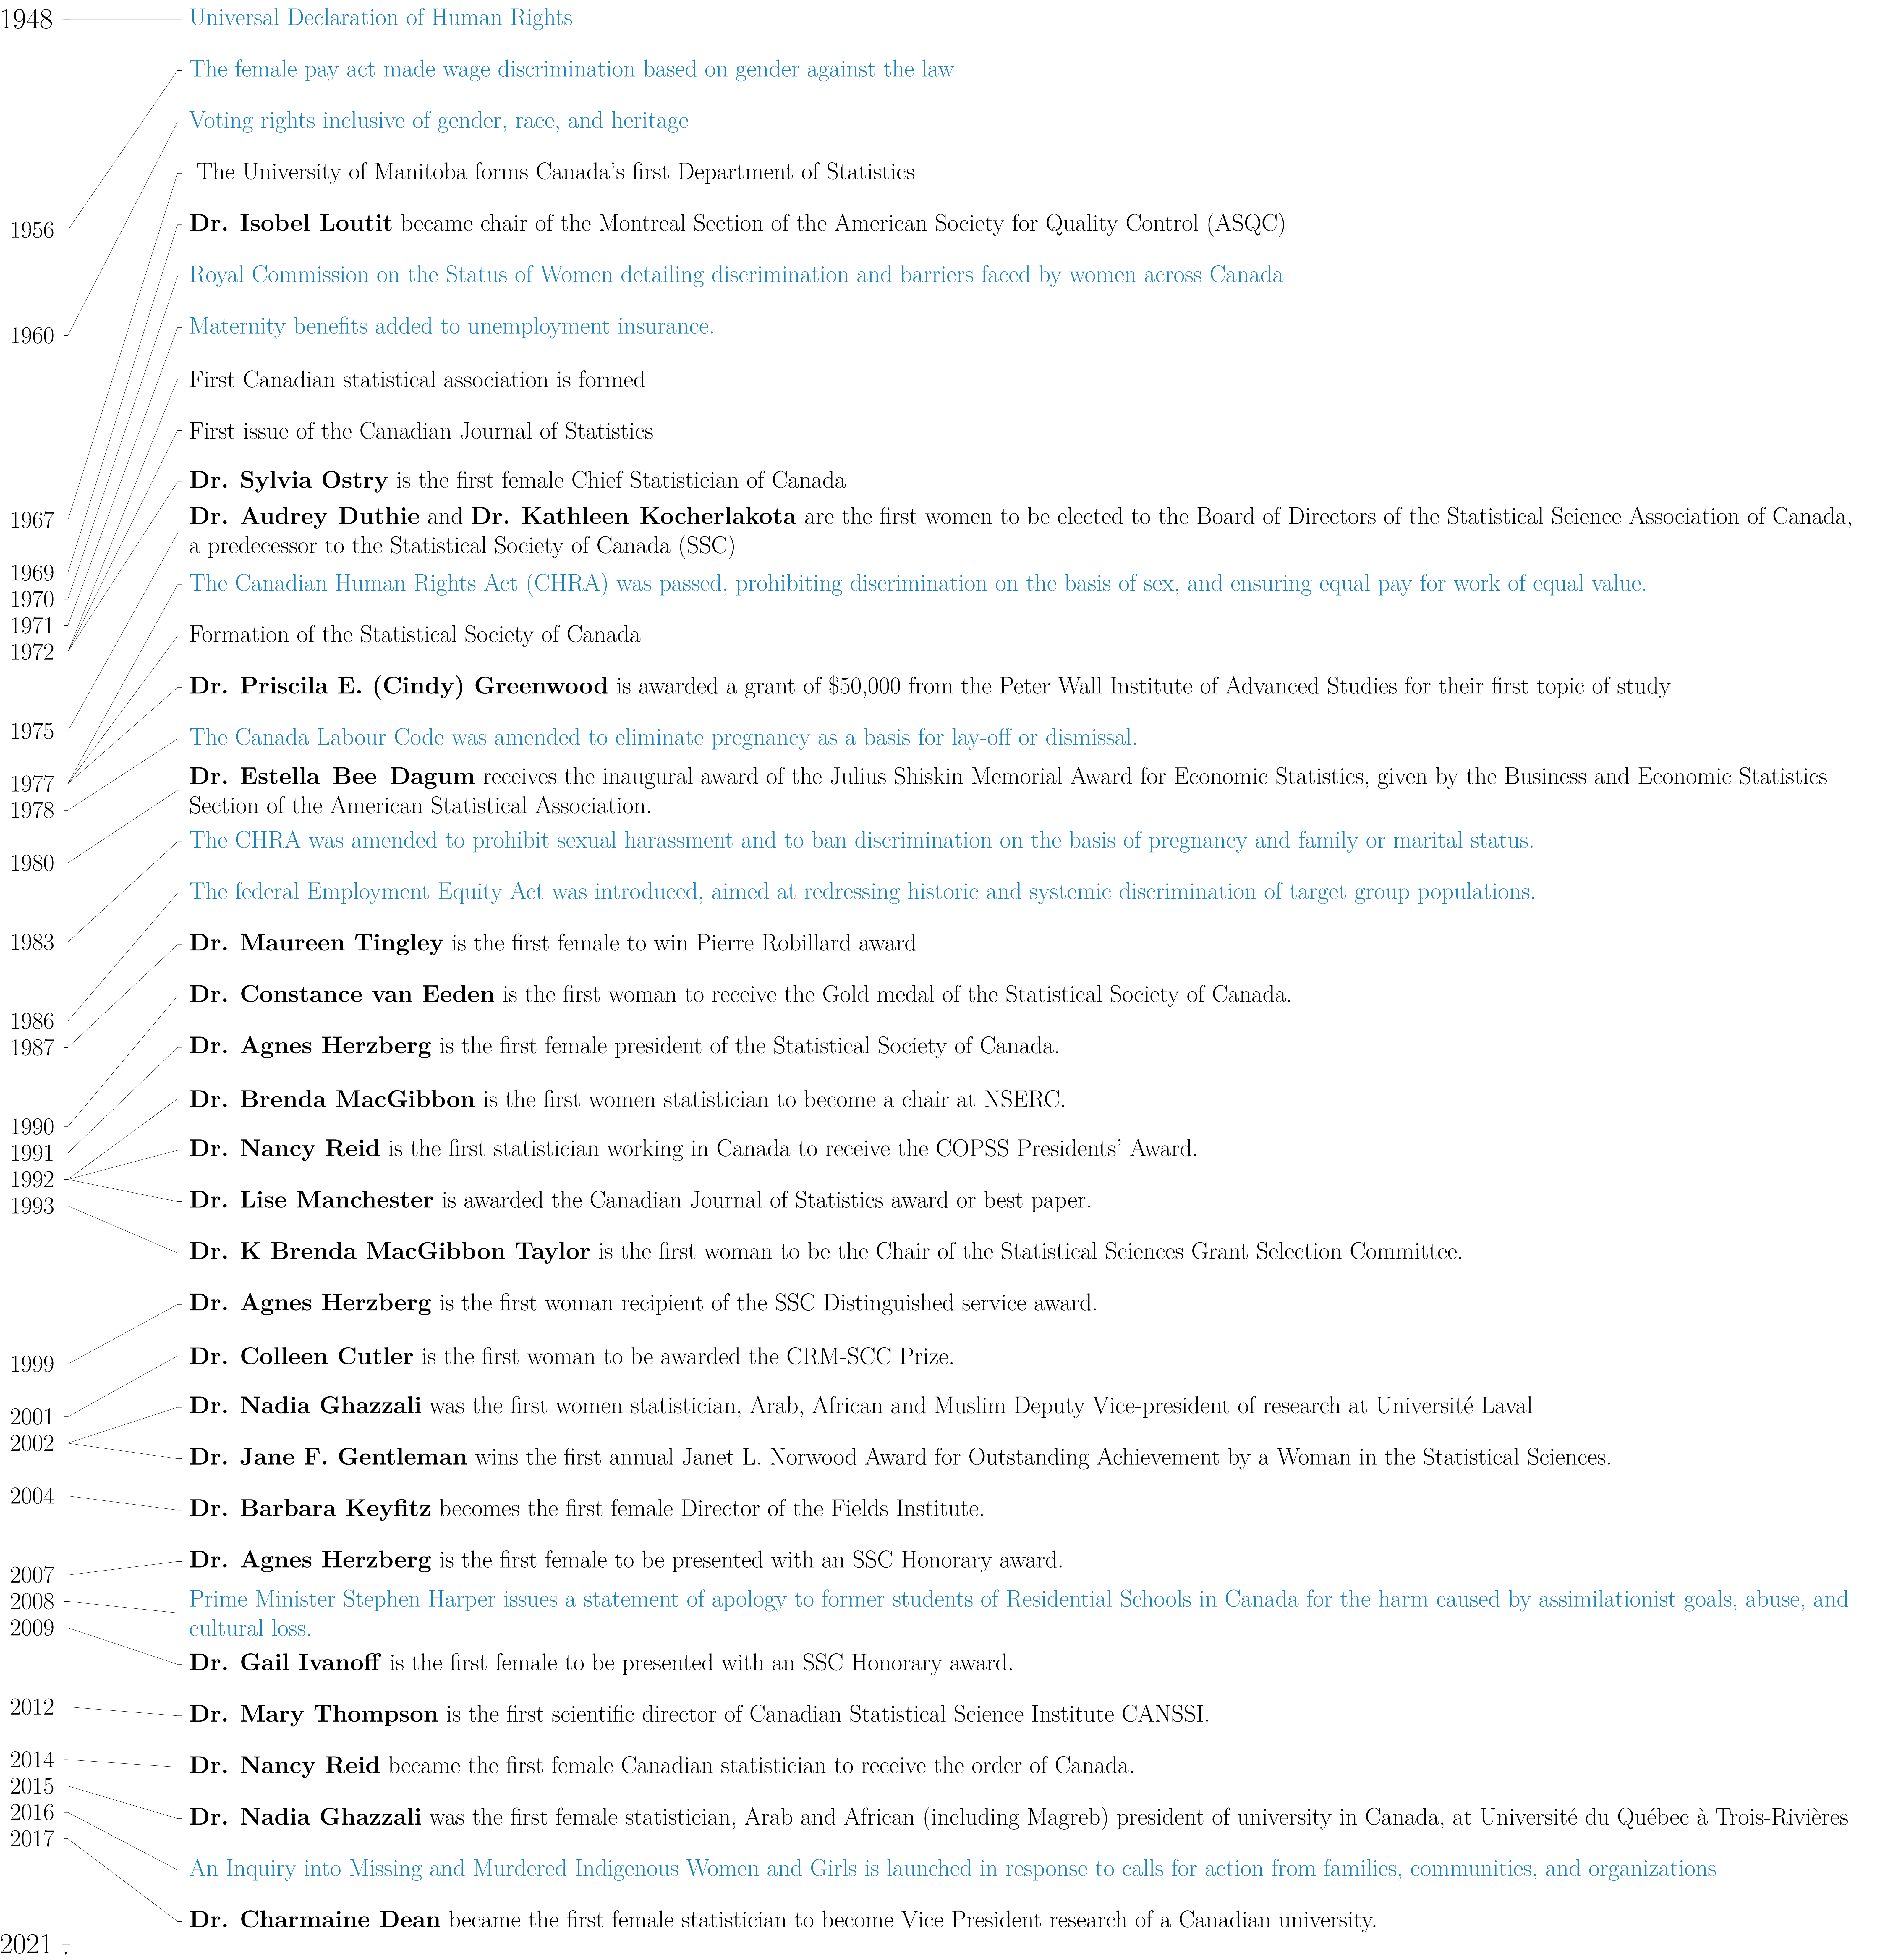 1948
Universal Declaration of Human Rights
The female pay act made wage discrimination based on gender against the law
Voting rights inclusive of gender, race, and heritage
The University of Manitoba forms Canada's first Department of Statistics
1956
Dr. Isobel Loutit became chair of the Montreal Section of the American Society for Quality Control (ASQC)
Royal Commission on the Status of Women detailing discrimination and barriers faced by women across Canada
1960
Maternity benefits added to unemployment insurance.
First Canadian statistical association is formed
First issue of the Canadian Journal of Statistics
Dr. Sylvia Ostry is the first female Chief Statistician of Canada
1967
Dr. Audrey Duthie and Dr. Kathleen Kocherlakota are the first women to be elected to the Board of Directors of the Statistical Science Association of Canada,
a predecessor to the Statistical Society of Canada (SSC)
1969
The Canadian Human Rights Act (CHRA) was passed, prohibiting discrimination on the basis of sex, and ensuring equal pay for work of equal value.
1970
1971
Formation of the Statistical Society of Canada
1972
Dr. Priscila E. (Cindy) Greenwood is awarded a grant of $50,000 from the Peter Wall Institute of Advanced Studies for their first topic of study
1975
The Canada Labour Code was amended to eliminate pregnancy as a basis for lay-off or dismissal.
1977
Dr. Estella Bee Dagum receives the inaugural award of the Julius Shiskin Memorial Award for Economic Statistics, given by the Business and Economic Statistics
Section of the American Statistical Association.
1978
The CHRA was amended to prohibit sexual harassment and to ban discrimination on the basis of pregnancy and family or marital status.
1980
The federal Employment Equity Act was introduced, aimed at redressing historic and systemic discrimination of target group populations.
1983
Dr. Maureen Tingley is the first female to win Pierre Robillard award
Dr. Constance van Eeden is the first woman to receive the Gold medal of the Statistical Society of Canada.
1986
1987
Dr. Agnes Herzberg is the first female president of the Statistical Society of Canada.
Dr. Brenda MacGibbon is the first women statistician to become a chair at NSERC.
1990
1991
Dr. Nancy Reid is the first statistician working in Canada to receive the COPSS Presidents' Award.
1992
Dr. Lise Manchester is awarded the Canadian Journal of Statistics award or best paper.
1993
Dr. K Brenda MacGibbon Taylor is the first woman to be the Chair of the Statistical Sciences Grant Selection Committee.
Dr. Agnes Herzberg is the first woman recipient of the SSC Distinguished service award.
1999
Dr. Colleen Cutler is the first woman to be awarded the CRM-SCC Prize.
2001
Dr. Nadia Ghazzali was the first women statistician, Arab, African and Muslim Deputy Vice-president of research at Université Laval
2002
Dr. Jane F. Gentleman wins the first annual Janet L. Norwood Award for Outstanding Achievement by a Woman in the Statistical Sciences.
2004
Dr. Barbara Keyfitz becomes the first female Director of the Fields Institute.
Dr. Agnes Herzberg is the first female to be presented with an SSC Honorary award.
2007
2008
Prime Minister Stephen Harper issues a statement of apology to former students of Residential Schools in Canada for the harm caused by assimilationist goals, abuse, and
cultural loss.
2009
Dr. Gail Ivanoff is the first female to be presented with an SSC Honorary award.
2012
Dr. Mary Thompson is the first scientific director of Canadian Statistical Science Institute CANSSI.
2014
Dr. Nancy Reid became the first female Canadian statistician to receive the order of Canada.
2015
2016
Dr. Nadia Ghazzali was the first female statistician, Arab and African (including Magreb) president of university in Canada, at Université du Québec à Trois-Rivières
2017
An Inquiry into Missing and Murdered Indigenous Women and Girls is launched in response to calls for action from families, communities, and organizations
Dr. Charmaine Dean became the first female statistician to become Vice President research of a Canadian university.
2021